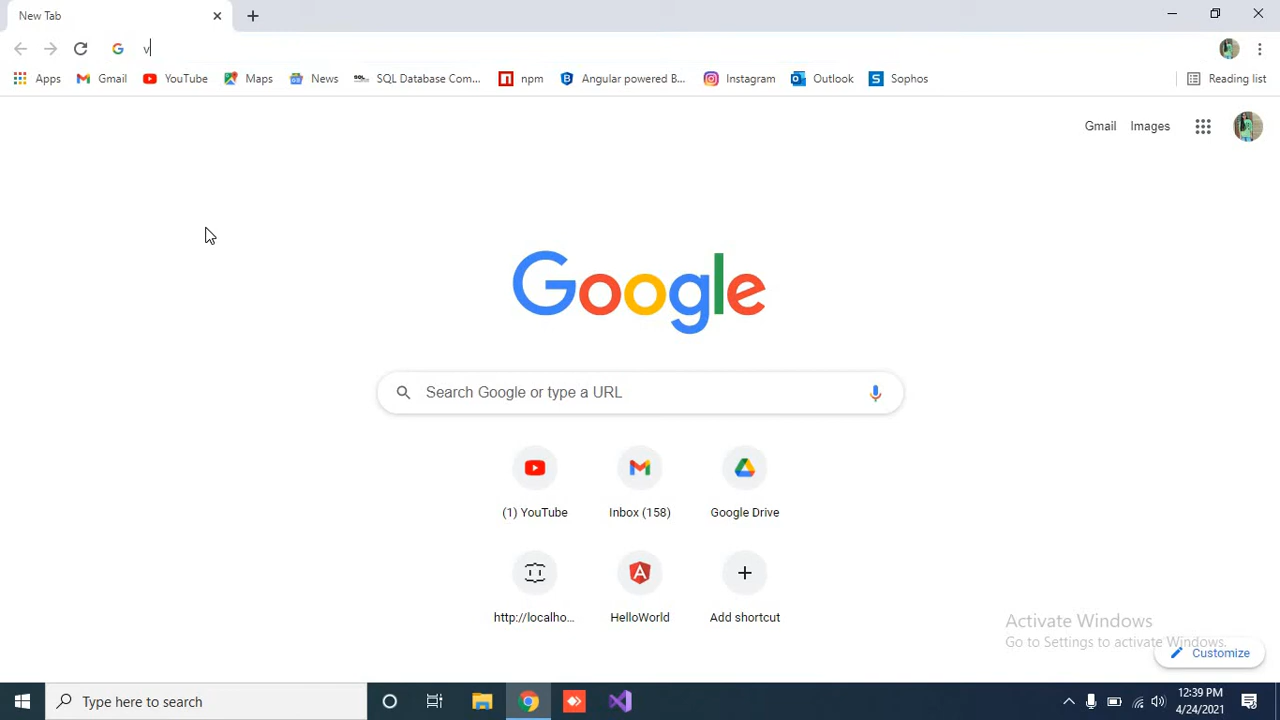 New Tab
v
Apps Gmail YouTube Maps News SQL Database Com... npm Angular powered B... Instagram Outlook Sophos Reading list
Gmail Images
Google
Search Google or type a URL
(1) YouTube Inbox (158) Google Drive
http://localho... HelloWorld Add shortcut
Activate Windows
Go to Settings to activate Windows.
Customize
Type here to search
12:39 PM
4/24/2021